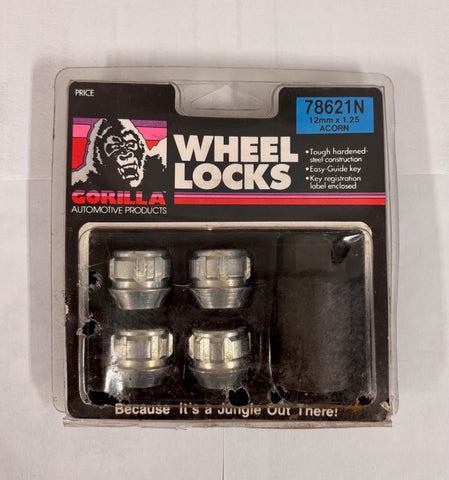 PRICE
78621N
12mm x 1.25
ACORN
WHEEL
LOCKS
•Tough hardened-
steel construction
•Easy-Guide key
•Key registration
label enclosed
GORILLA
AUTOMOTIVE PRODUCTS
Because It's a Jungle Out There!